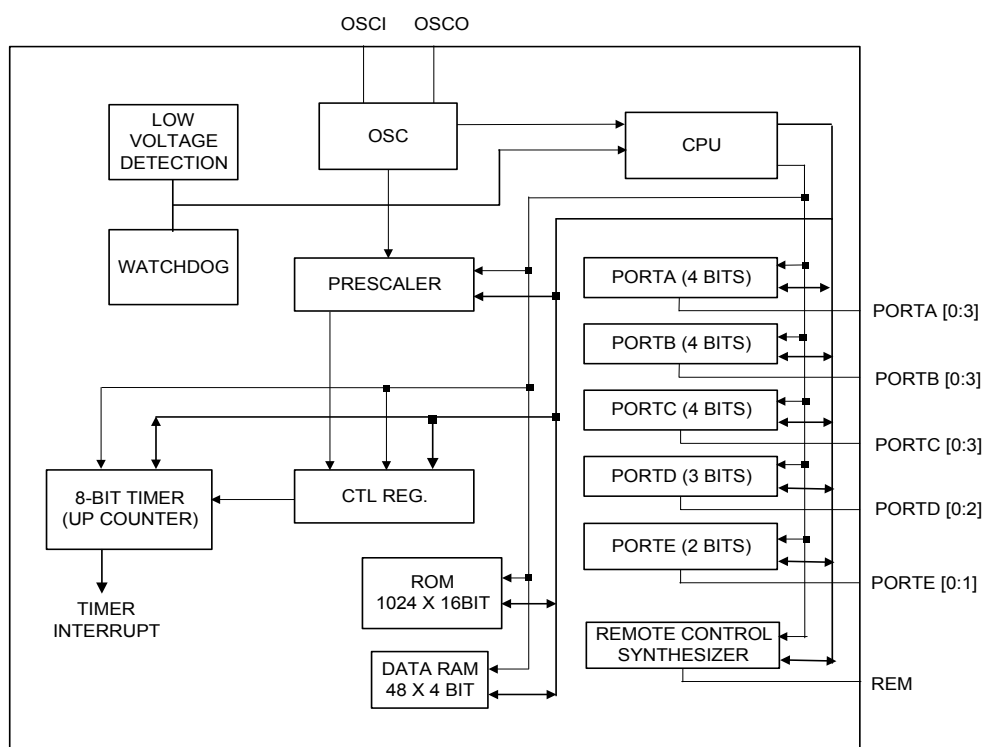 OSCI OSCO
LOW
VOLTAGE
DETECTION
OSC
CPU
WATCHDOG
PRESCALER
PORTA (4 BITS)
PORTA [0:3]
PORTB (4 BITS)
PORTB [0:3]
PORTC (4 BITS)
PORTC [0:3]
8-BIT TIMER
(UP COUNTER)
CTL REG.
PORTD (3 BITS)
PORTD [0:2]
PORTE (2 BITS)
PORTE [0:1]
TIMER
INTERRUPT
ROM
1024 X 16BIT
REMOTE CONTROL
SYNTHESIZER
DATA RAM
48 X 4 BIT
REM